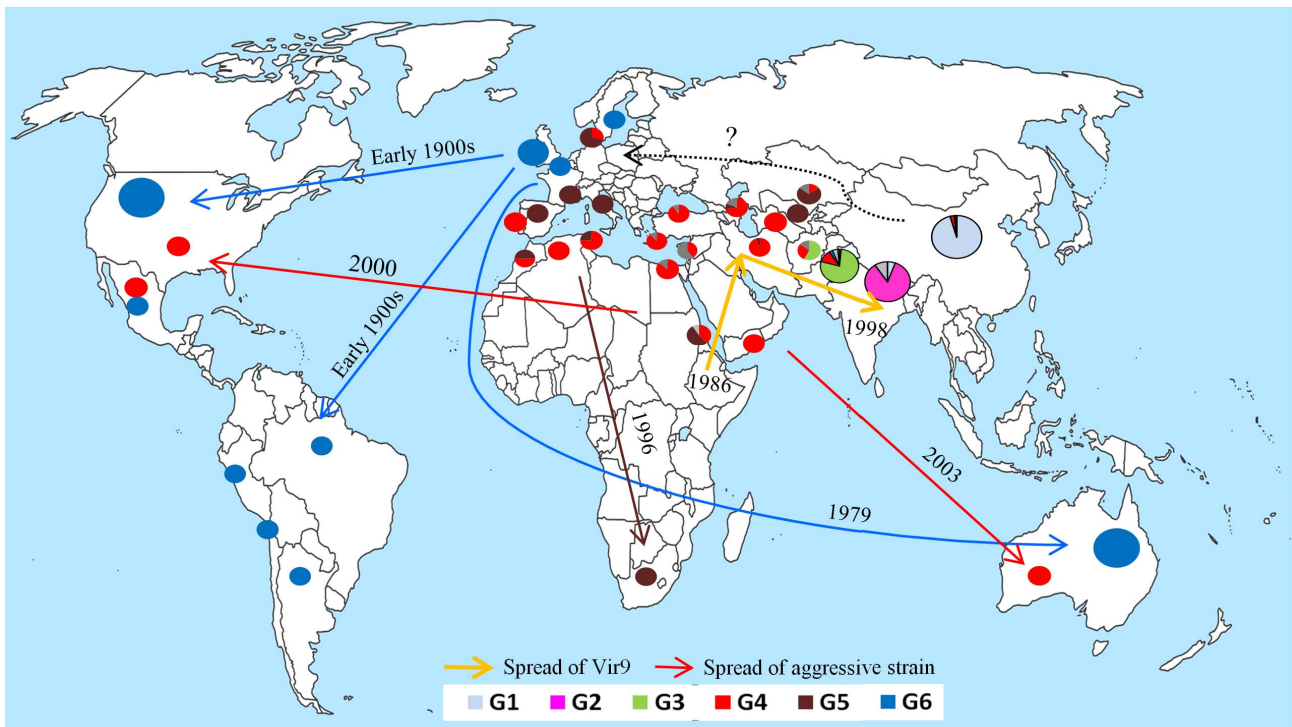 ?
Early 1900s
2000
Early 1900s
1998
1986
1996
2003
1979
Spread of Vir9 Spread of aggressive strain
G1 G2 G3 G4 G5 G6